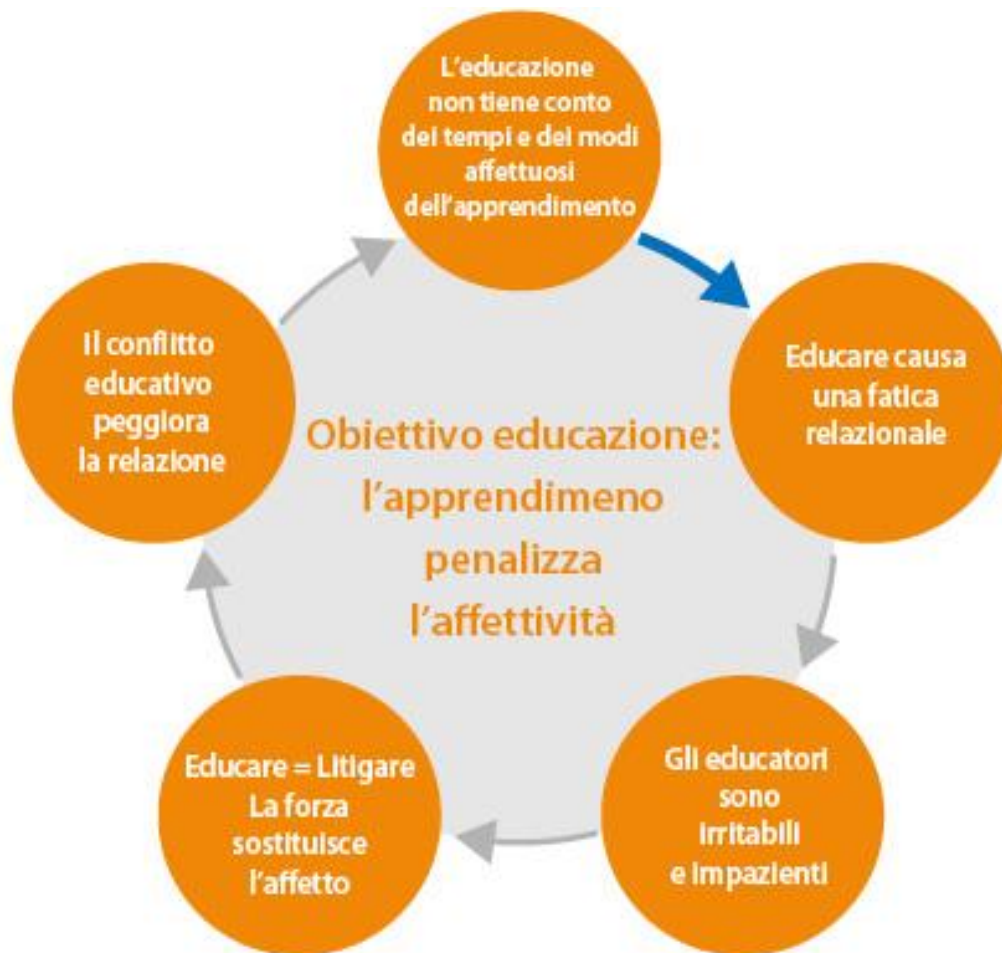 L'educazione
non tiene conto
dei tempi e dei modi
affettuosi
dell'apprendimento
Educare causa
una fatica
relazionale
Gli educatori
sono
irritabili
e impazienti
Educare = Litigare
La forza
sostituisce
l'affetto
Il conflitto
educativo
peggiora
la relazione
Obiettivo educazione:
l'apprendimeno
penalizza
l'affettività